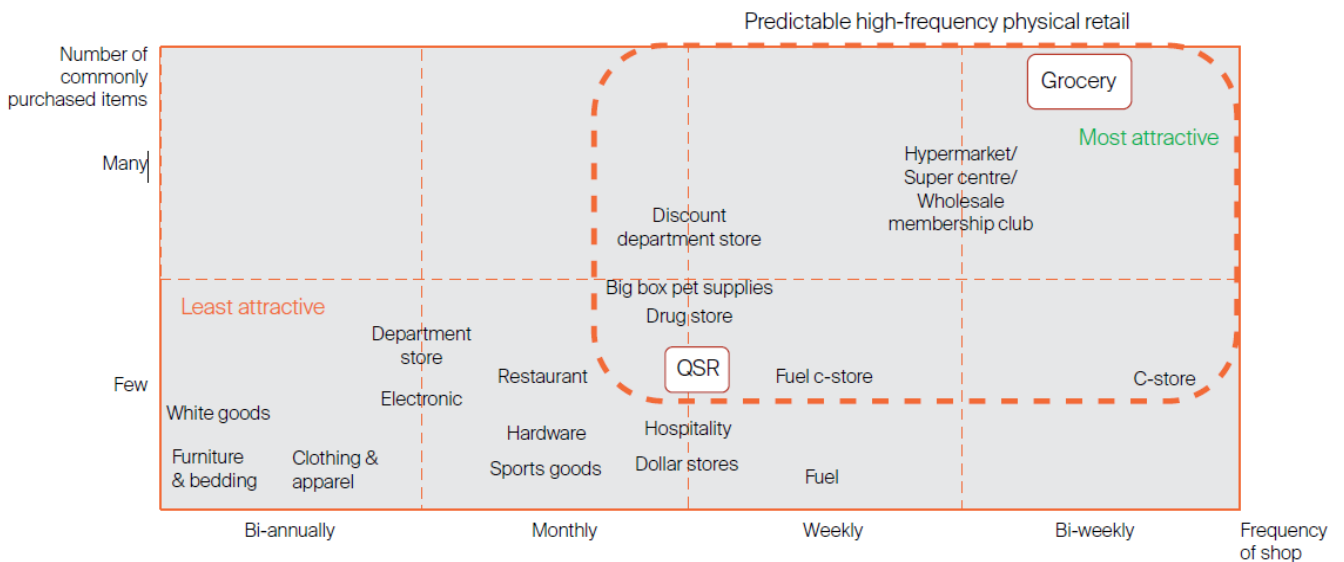 Predictable high-frequency physical retail
Number of
commonly
purchased items
Grocery
Most attractive
Many
Hypermarket/
Super centre/
Wholesale
membership club
Discount
department store
Big box pet supplies
Least attractive
Drug store
Department
store
QSR
Restaurant
Fuel c-store
C-store
Few
Electronic
White goods
Hardware
Hospitality
Furniture
& bedding
Clothing &
apparel
Sports goods
Dollar stores
Fuel
Bi-annually
Monthly
Weekly
Bi-weekly
Frequency
of shop